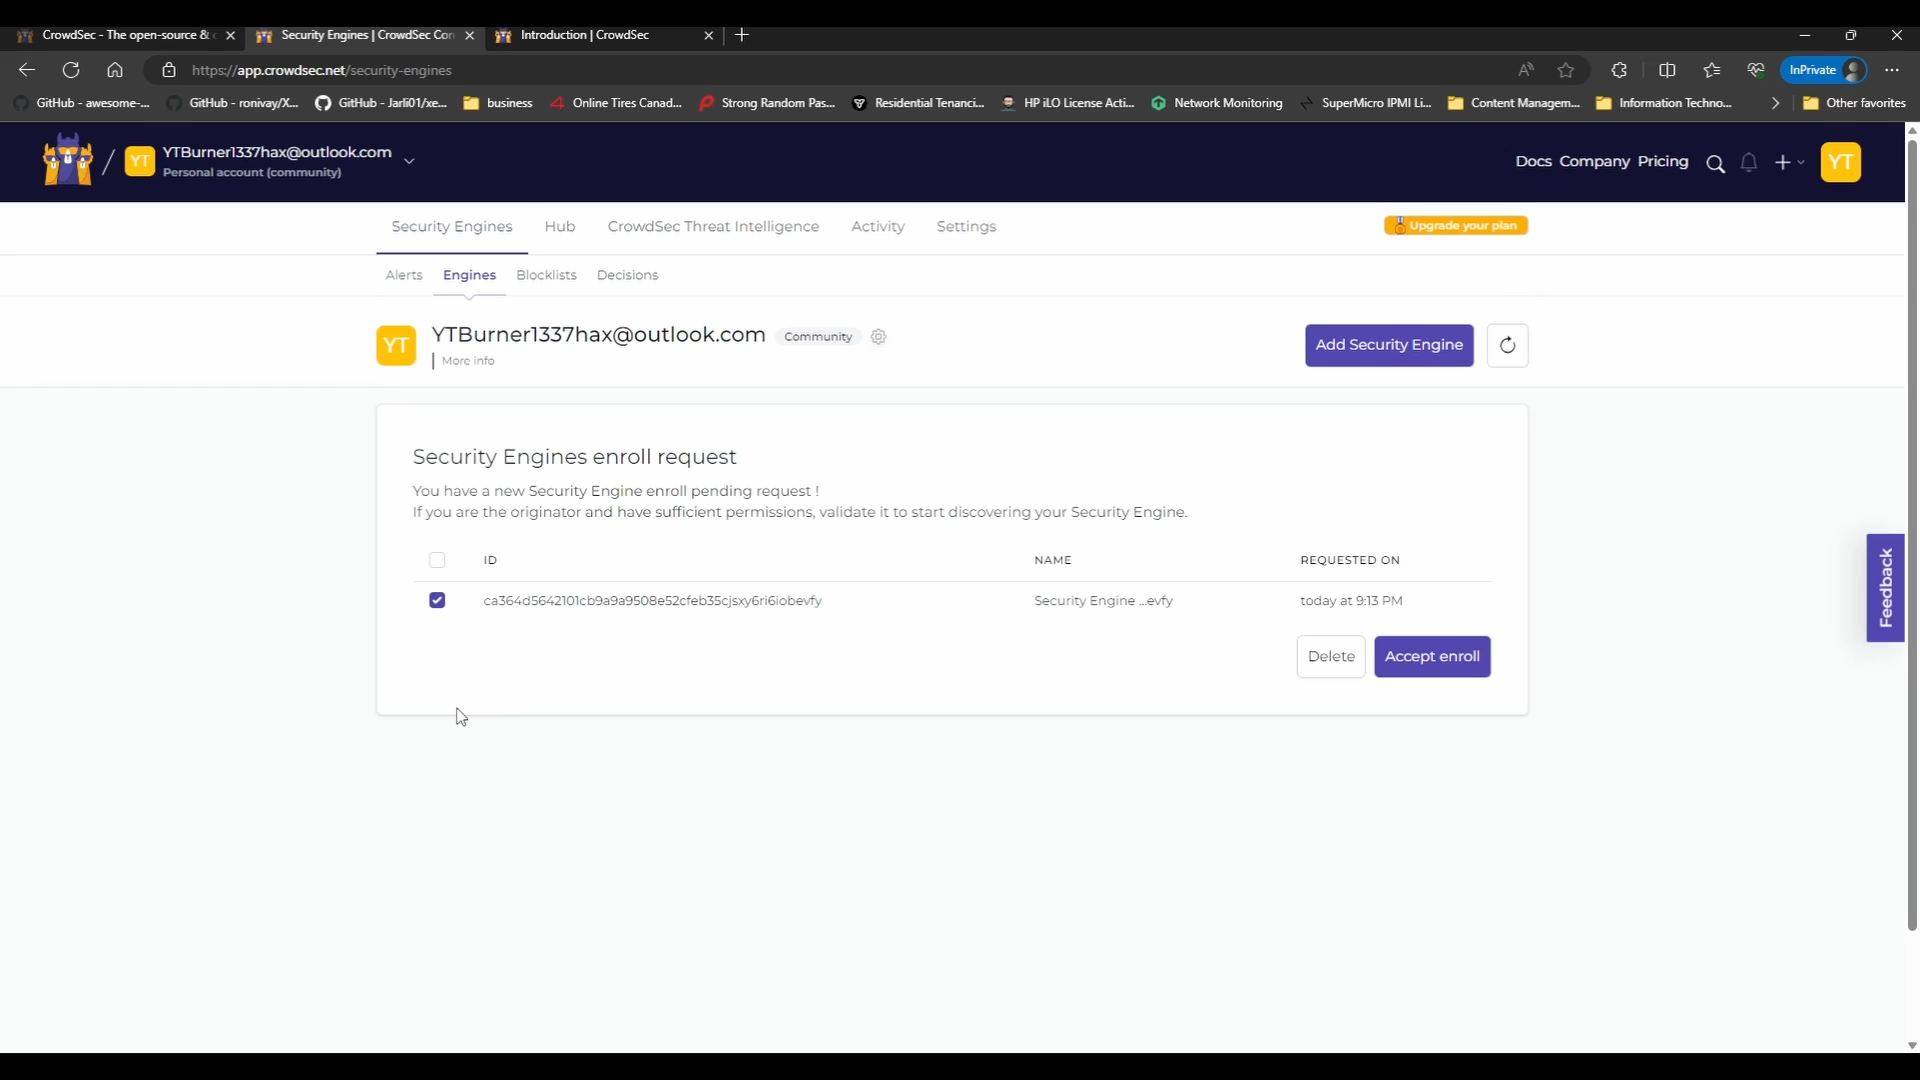 CrowdSec - The open-source &
Security Engines | CrowdSec Con
Introduction | CrowdSec
https://app.crowdsec.net/security-engines
InPrivate
GitHub - awesome-...
GitHub - ronivay/X...
GitHub - Jarli01/xe...
business
Online Tires Canad...
Strong Random Pas...
Residential Tenanci...
HP iLO License Acti...
Network Monitoring
SuperMicro IPMI Li...
Content Managem...
Information Techno...
Other favorites
YT
YTBurner1337hax@outlook.com
Personal account (community)
Docs Company Pricing
YT
Security Engines
Hub
CrowdSec Threat Intelligence
Activity
Settings
Upgrade your plan
Alerts
Engines
Blocklists
Decisions
YT
YTBurner1337hax@outlook.com
Community
More info
Add Security Engine
Security Engines enroll request
You have a new Security Engine enroll pending request !
If you are the originator and have sufficient permissions, validate it to start discovering your Security Engine.
ID
NAME
REQUESTED ON
ca364d5642101cb9a9a9508e52cfeb35cjsxy6ri6iobevfy
Security Engine ...evfy
today at 9:13 PM
Delete
Accept enroll
Feedback